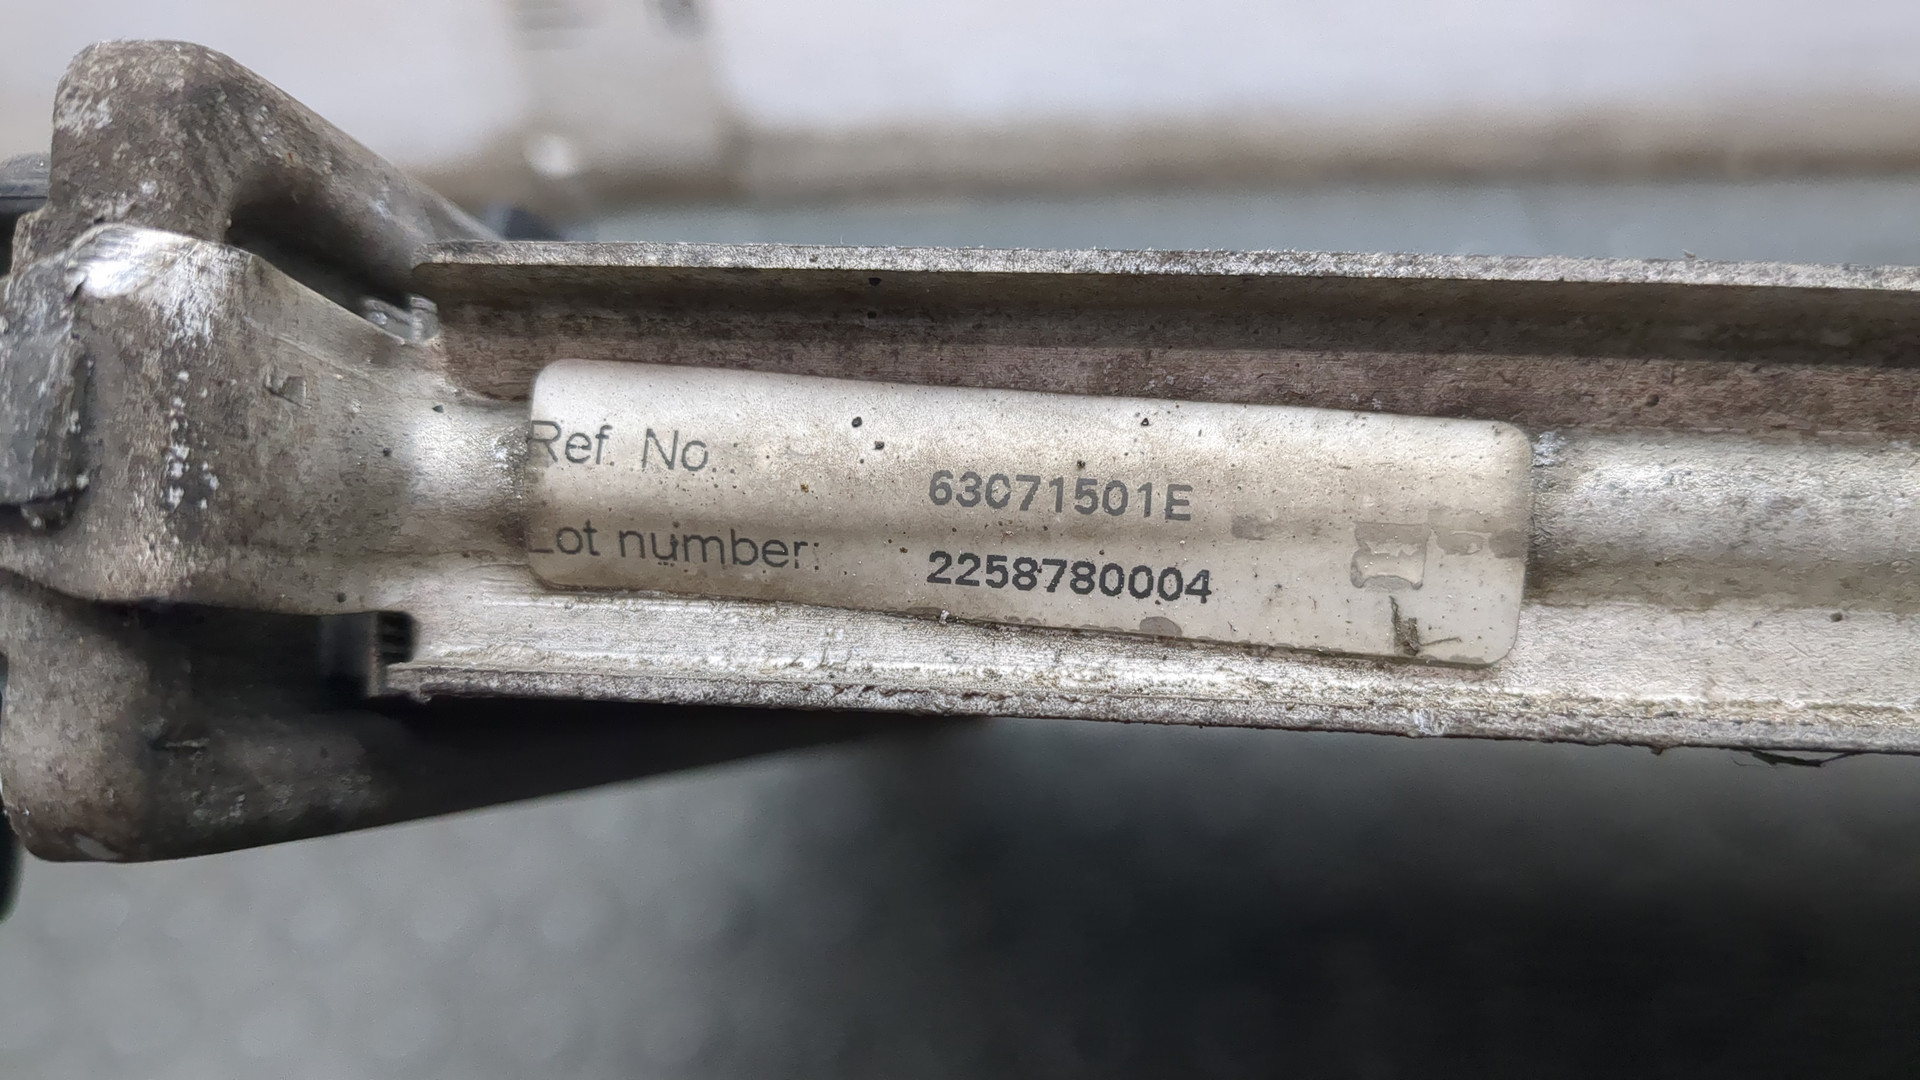 Ref. No.:
63071501E
Lot number:
2258780004